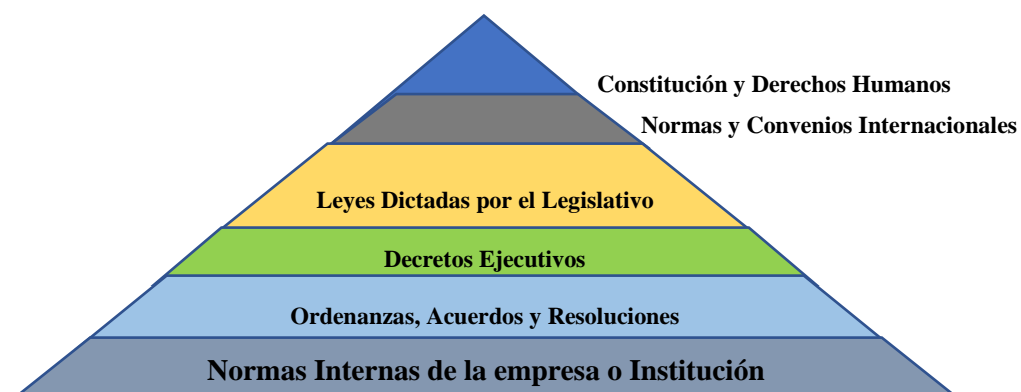 Constitución y Derechos Humanos
Normas y Convenios Internacionales
Leyes Dictadas por el Legislativo
Decretos Ejecutivos
Ordenanzas, Acuerdos y Resoluciones
Normas Internas de la empresa o Institución